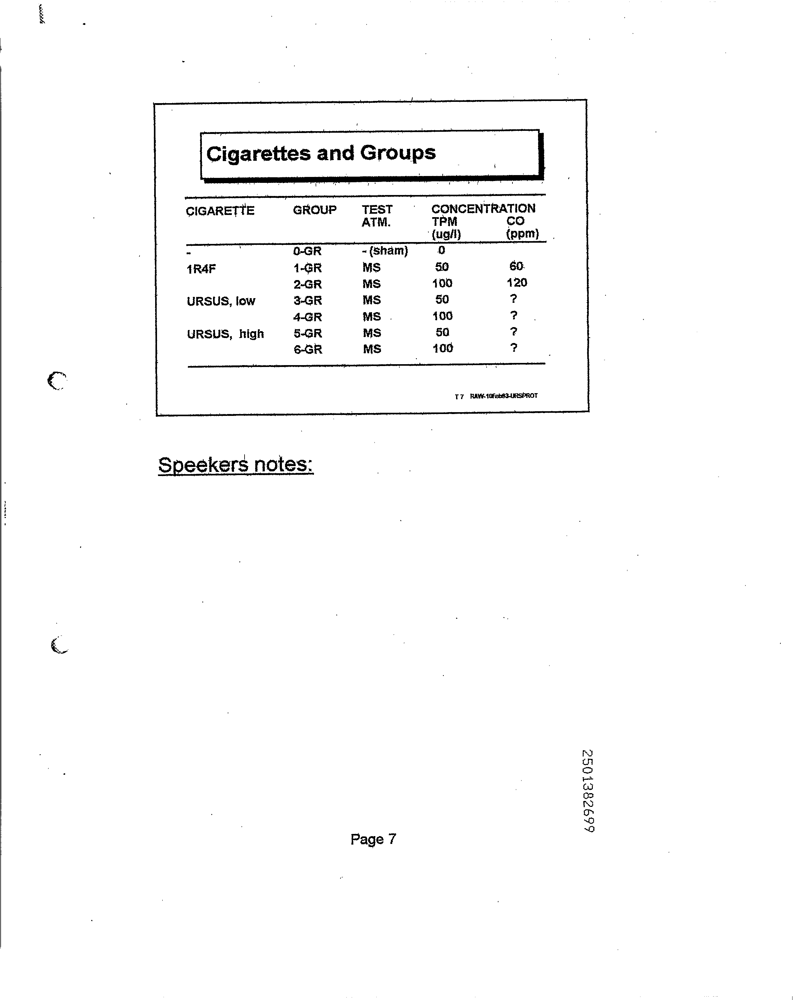 Cigarettes and Groups
CIGARETTE GROUP TEST CONCENTRATION
ATM. TPM CO
(ug/l) (ppm)
- 0-GR - (sham) 0
1R4F 1-GR MS 50 60
2-GR MS 100 120
URSUS, low 3-GR MS 50 ?
4-GR MS 100 ?
URSUS, high 5-GR MS 50 ?
6-GR MS 100 ?
T 7 RAW-10Feb93-URSPROT
Speekers notes:
2501382699
Page 7